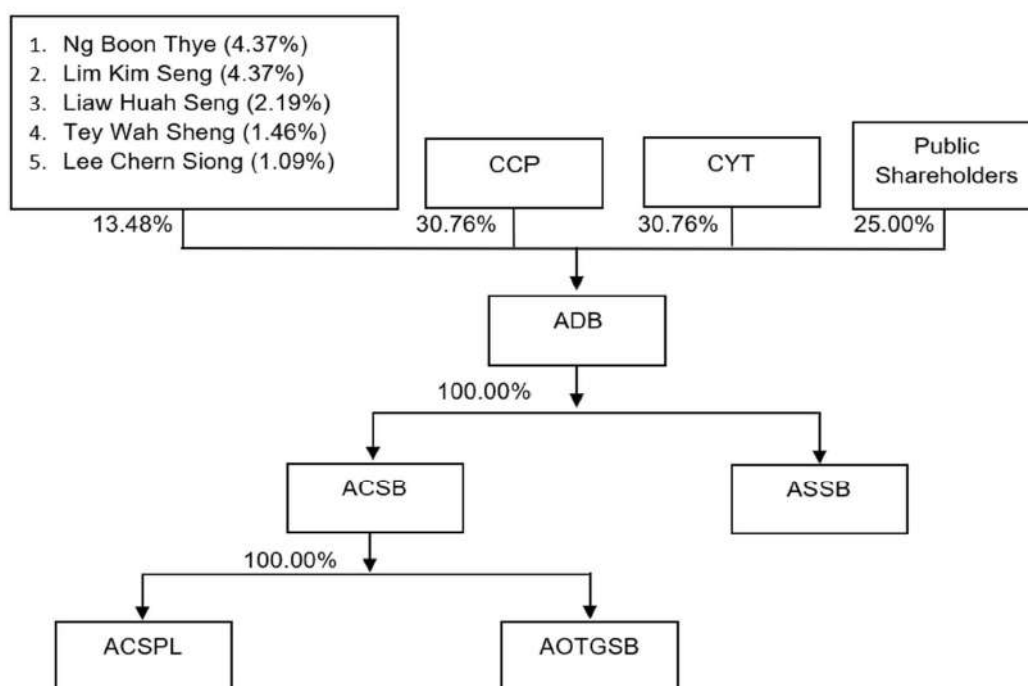 1. Ng Boon Thye (4.37%)
2. Lim Kim Seng (4.37%)
3. Liaw Huah Seng (2.19%)
4. Tey Wah Sheng (1.46%)
5. Lee Chern Siong (1.09%)
CCP
CYT
Public
Shareholders
13.48%
30.76%
30.76%
25.00%
ADB
100.00%
ACSB
ASSB
100.00%
ACSPL
AOTGSB